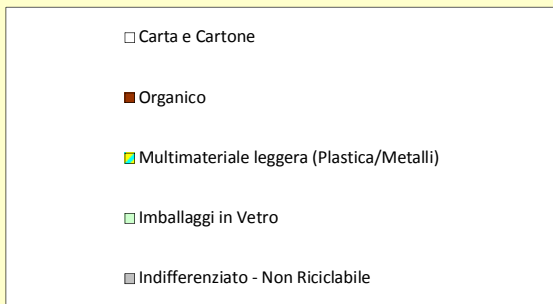 Carta e Cartone
Organico
Multimateriale leggera (Plastica/Metalli)
Imballaggi in Vetro
Indifferenziato - Non Riciclabile